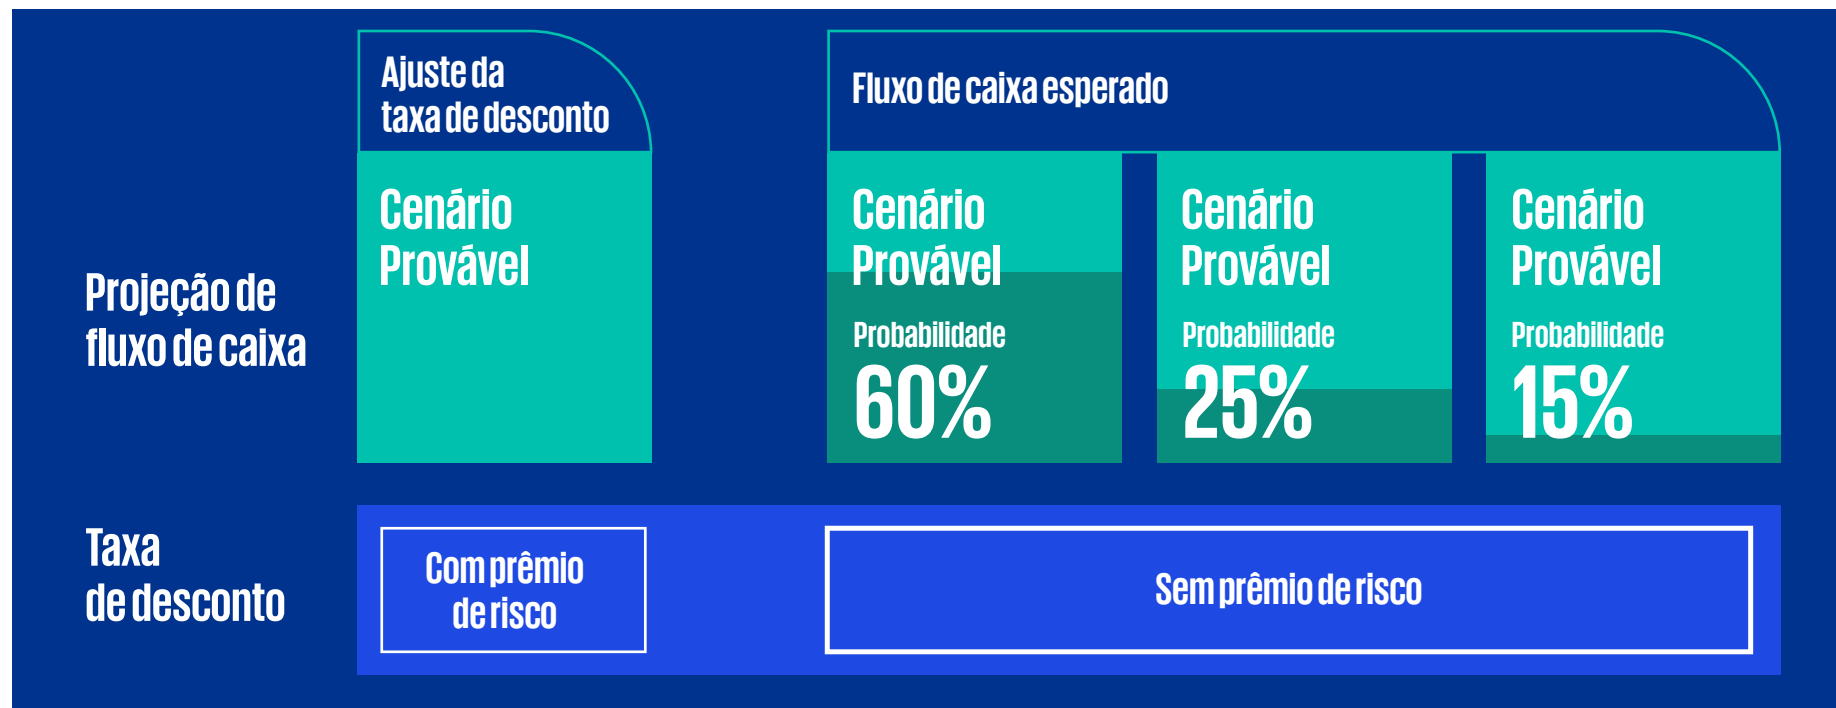 Ajuste da
taxa de desconto
Fluxo de caixa esperado
Projeção de
fluxo de caixa
Cenário
Provável
Cenário
Provável
Probabilidade
60%
Cenário
Provável
Probabilidade
25%
Cenário
Provável
Probabilidade
15%
Taxa
de desconto
Com prêmio
de risco
Sem prêmio de risco